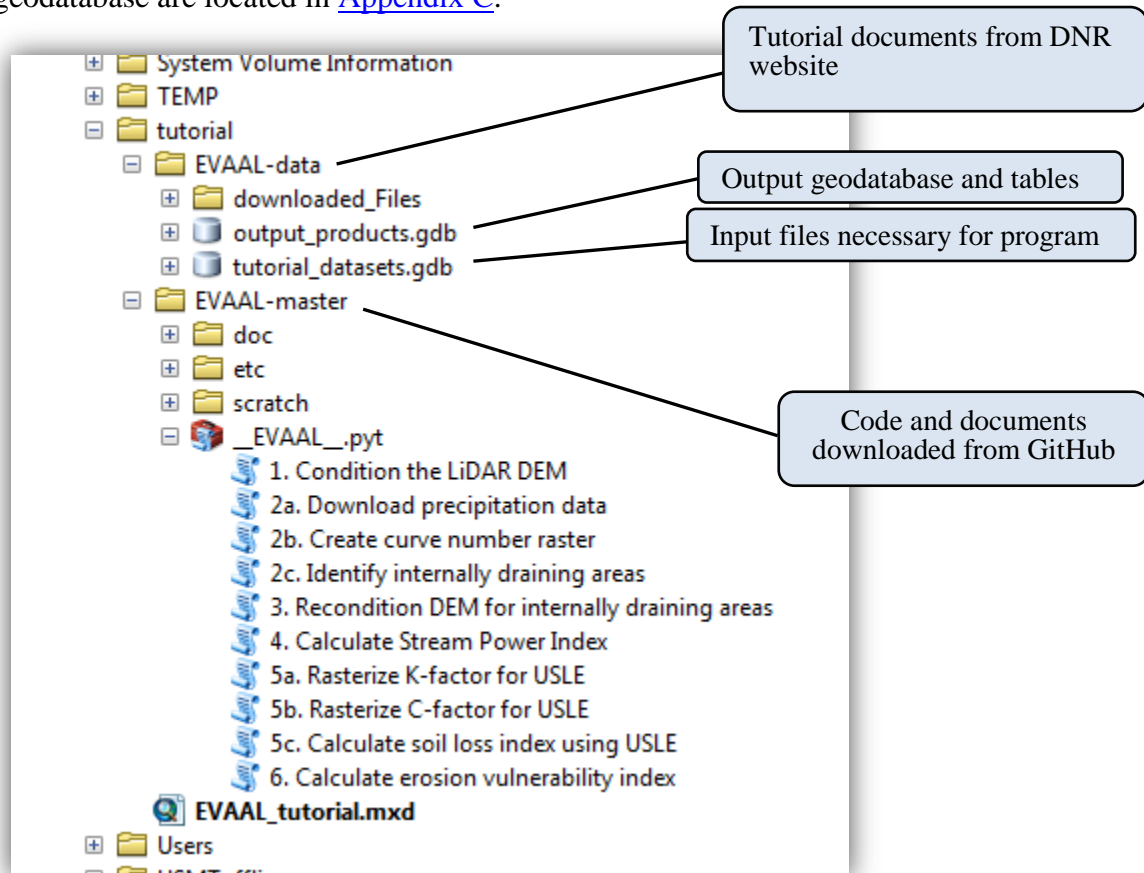 geodatabase are located in Appendix C.
Tutorial documents from DNR
website
System Volume Information
TEMP
tutorial
EVAAL-data
downloaded_Files
Output geodatabase and tables
output_products.gdb
Input files necessary for program
tutorial_datasets.gdb
EVAAL-master
doc
etc
scratch
Code and documents
downloaded from GitHub
__EVAAL__.pyt
1. Condition the LiDAR DEM
2a. Download precipitation data
2b. Create curve number raster
2c. Identify internally draining areas
3. Recondition DEM for internally draining areas
4. Calculate Stream Power Index
5a. Rasterize K-factor for USLE
5b. Rasterize C-factor for USLE
5c. Calculate soil loss index using USLE
6. Calculate erosion vulnerability index
EVAAL_tutorial.mxd
Users